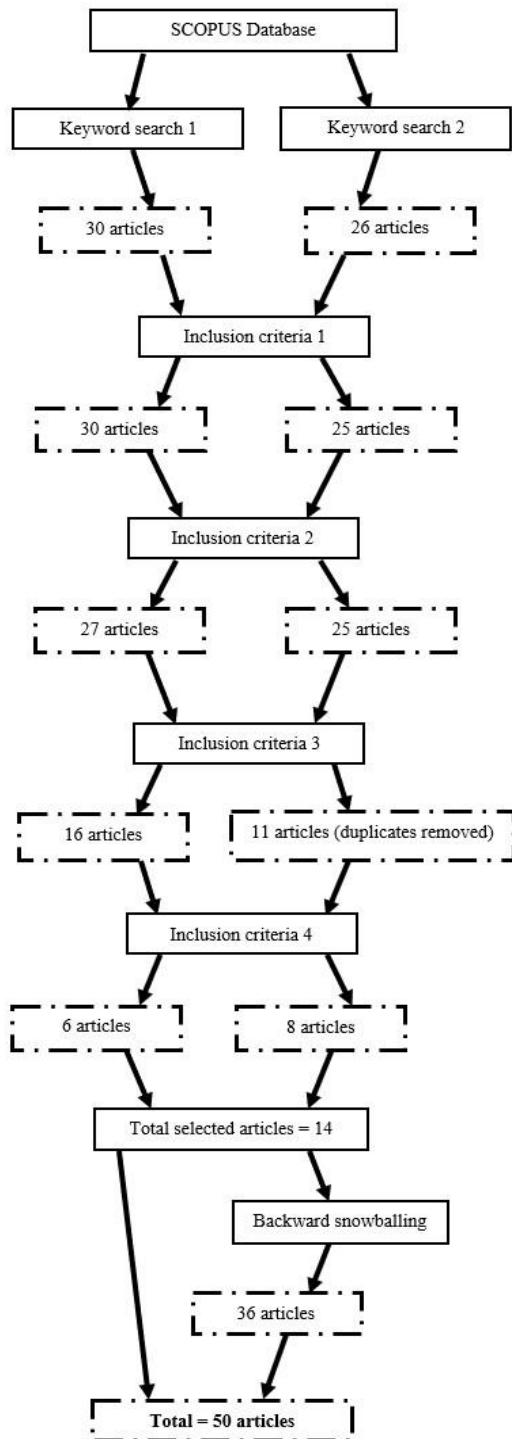 SCOPUS Database
Keyword search 1
Keyword search 2
30 articles
26 articles
Inclusion criteria 1
30 articles
25 articles
Inclusion criteria 2
27 articles
25 articles
Inclusion criteria 3
16 articles
11 articles (duplicates removed)
Inclusion criteria 4
6 articles
8 articles
Total selected articles = 14
Backward snowballing
36 articles
Total = 50 articles